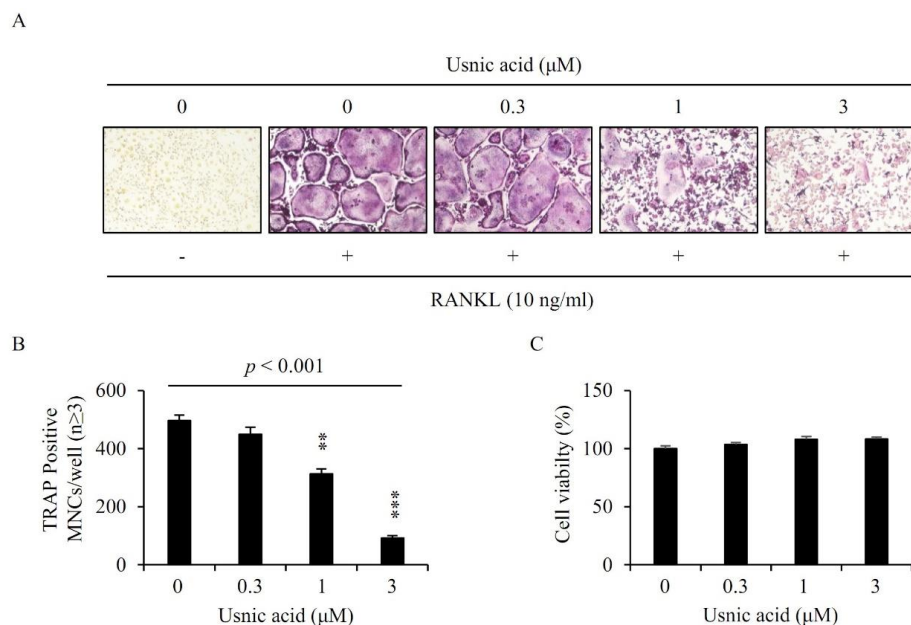 A
Usnic acid (μM)
0 0 0.3 1 3
- + + + +
RANKL (10 ng/ml)
B
p < 0.001
TRAP Positive
MNCs/well (n≥3)
600
400
200
0
**
***
0 0.3 1 3
Usnic acid (μM)
C
Cell viabilty (%)
150
100
50
0
0 0.3 1 3
Usnic acid (μM)